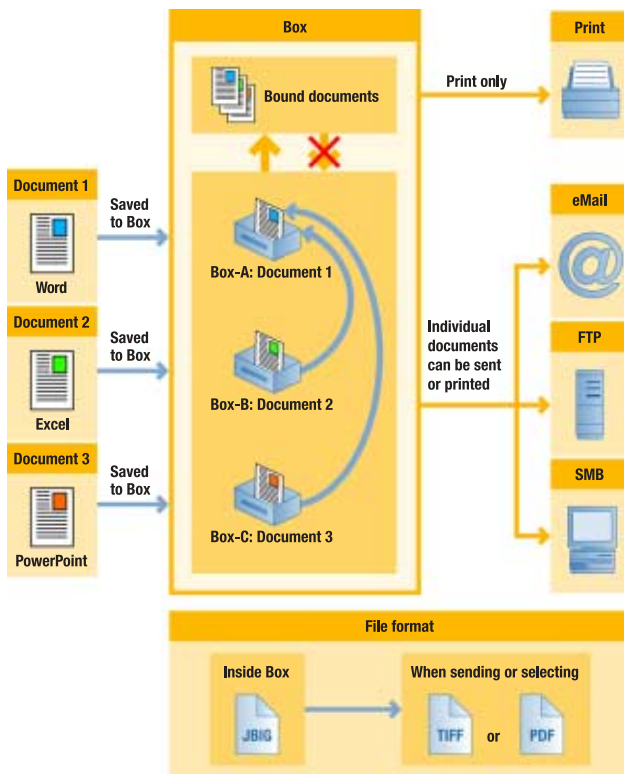 Box
Bound documents
Print only
Print
Document 1
Word
Saved
to Box
Document 2
Excel
Saved
to Box
Document 3
PowerPoint
Saved
to Box
Box-A: Document 1
Box-B: Document 2
Box-C: Document 3
Individual
documents
can be sent
or printed
eMail
@
FTP
SMB
File format
Inside Box
JBIG
When sending or selecting
TIFF or PDF